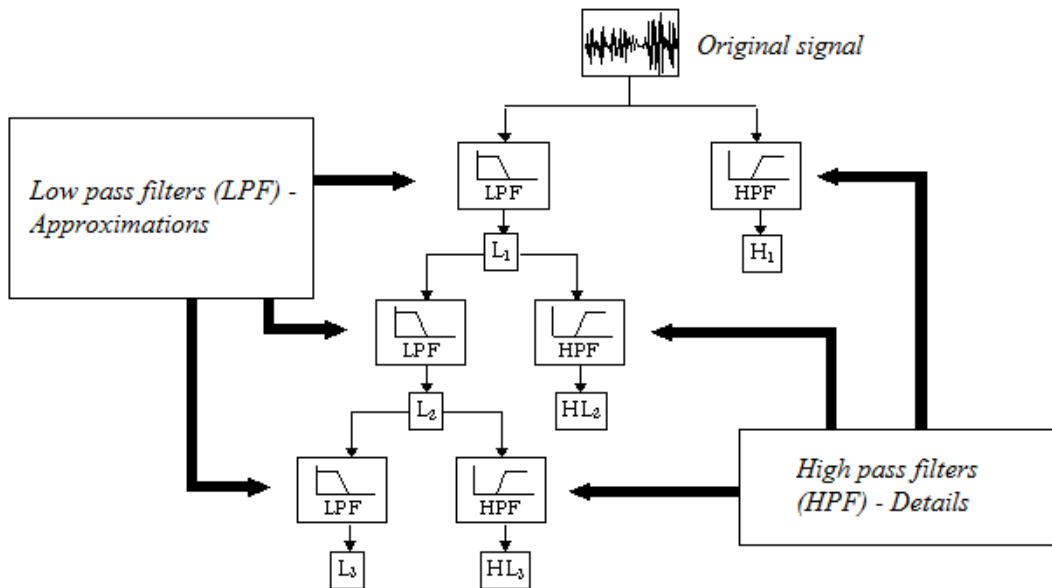 Original signal
Low pass filters (LPF) -
Approximations
LPF
HPF
L₁
H₁
LPF
HPF
L₂
HL₂
High pass filters
(HPF) - Details
LPF
HPF
L₃
HL₃